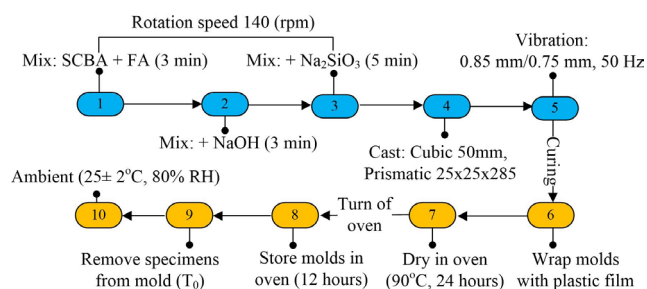 Rotation speed 140 (rpm)
Mix: SCBA + FA (3 min)
Mix: + Na₂SiO₃ (5 min)
Vibration:
0.85 mm/0.75 mm, 50 Hz
1
2
3
4
5
Mix: + NaOH (3 min)
Cast: Cubic 50mm,
Prismatic 25x25x285
Curing
Ambient (25± 2°C, 80% RH)
10
9
8
Turn of
oven
7
6
Remove specimens
from mold (T₀)
Store molds in
oven (12 hours)
Dry in oven
(90°C, 24 hours)
Wrap molds
with plastic film